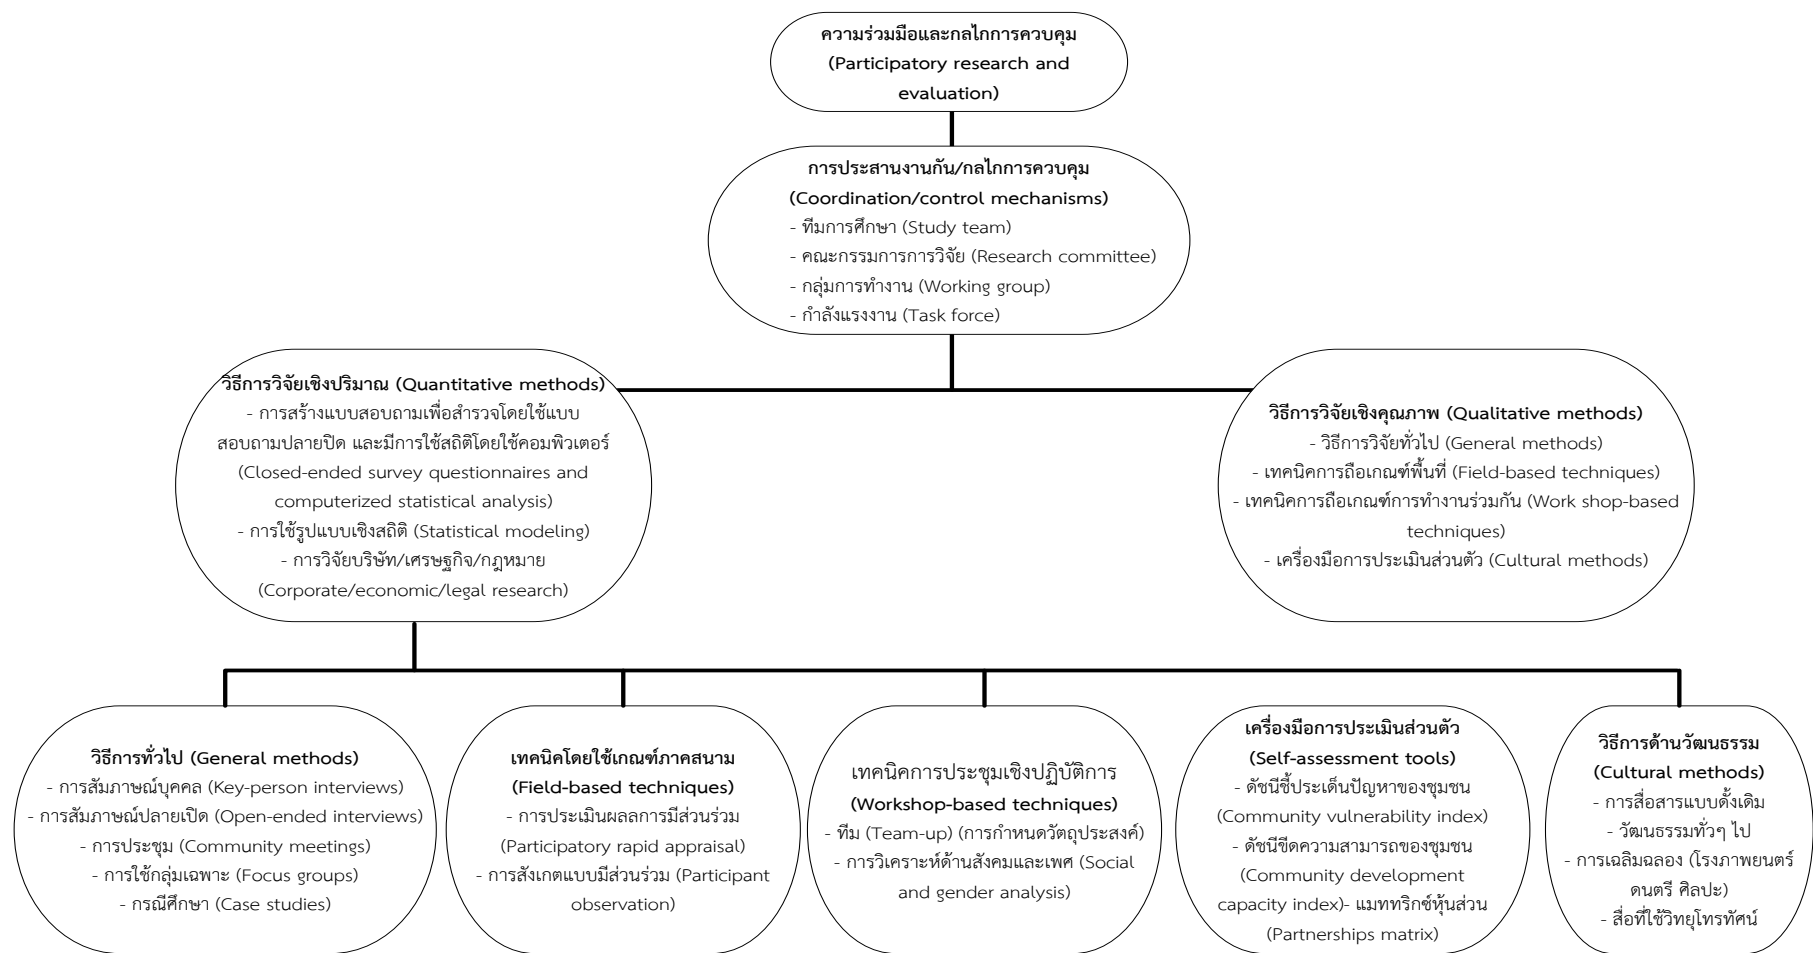 ความร่วมมือและกลไกการควบคุม
(Participatory research and
evaluation)
การประสานงานกัน/กลไกการควบคุม
(Coordination/control mechanisms)
- ทีมการศึกษา (Study team)
- คณะกรรมการการวิจัย (Research committee)
- กลุ่มการทำงาน (Working group)
- กำลังแรงงาน (Task force)
วิธีการวิจัยเชิงปริมาณ (Quantitative methods)
- การสร้างแบบสอบถามเพื่อสำรวจโดยใช้แบบ
สอบถามปลายปิด และมีการใช้สถิติโดยใช้คอมพิวเตอร์
(Closed-ended survey questionnaires and
computerized statistical analysis)
- การใช้รูปแบบเชิงสถิติ (Statistical modeling)
- การวิจัยบริษัท/เศรษฐกิจ/กฎหมาย
(Corporate/economic/legal research)
วิธีการวิจัยเชิงคุณภาพ (Qualitative methods)
- วิธีการวิจัยทั่วไป (General methods)
- เทคนิคการถือเกณฑ์พื้นที่ (Field-based techniques)
- เทคนิคการถือเกณฑ์การทำงานร่วมกัน (Work shop-based
techniques)
- เครื่องมือการประเมินส่วนตัว (Cultural methods)
วิธีการทั่วไป (General methods)
- การสัมภาษณ์บุคคล (Key-person interviews)
- การสัมภาษณ์ปลายเปิด (Open-ended interviews)
- การประชุม (Community meetings)
- การใช้กลุ่มเฉพาะ (Focus groups)
- กรณีศึกษา (Case studies)
เทคนิคโดยใช้เกณฑ์ภาคสนาม
(Field-based techniques)
- การประเมินผลลการมีส่วนร่วม
(Participatory rapid appraisal)
- การสังเกตแบบมีส่วนร่วม (Participant
observation)
เทคนิคการประชุมเชิงปฏิบัติการ
(Workshop-based techniques)
- ทีม (Team-up) (การกำหนดวัตถุประสงค์)
- การวิเคราะห์ด้านสังคมและเพศ (Social
and gender analysis)
เครื่องมือการประเมินส่วนตัว
(Self-assessment tools)
- ดัชนีชี้ประเด็นปัญหาของชุมชน
(Community vulnerability index)
- ดัชนีขีดความสามารถของชุมชน
(Community development
capacity index)- แมททริกซ์หุ้นส่วน
(Partnerships matrix)
วิธีการด้านวัฒนธรรม
(Cultural methods)
- การสื่อสารแบบดั้งเดิม
- วัฒนธรรมทั่วๆ ไป
- การเฉลิมฉลอง (โรงภาพยนตร์
ดนตรี ศิลปะ)
- สื่อที่ใช้วิทยุโทรทัศน์